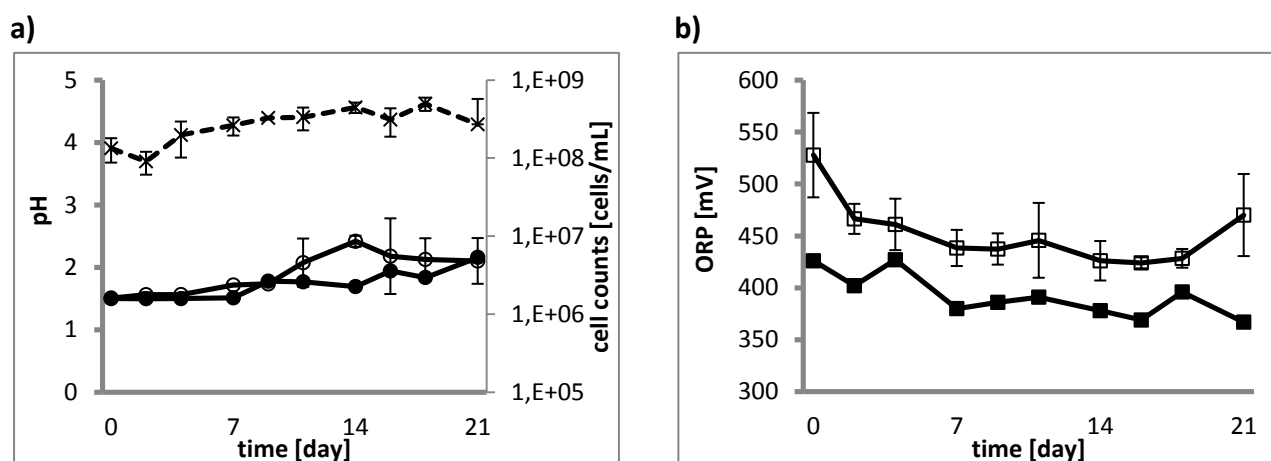 a)
pH
5
4
3
2
1
0
1,E+09
1,E+08
1,E+07
1,E+06
1,E+05
cell counts [cells/mL]
0 7 14 21
time [day]
b)
ORP [mV]
600
550
500
450
400
350
300
0 7 14 21
time [day]